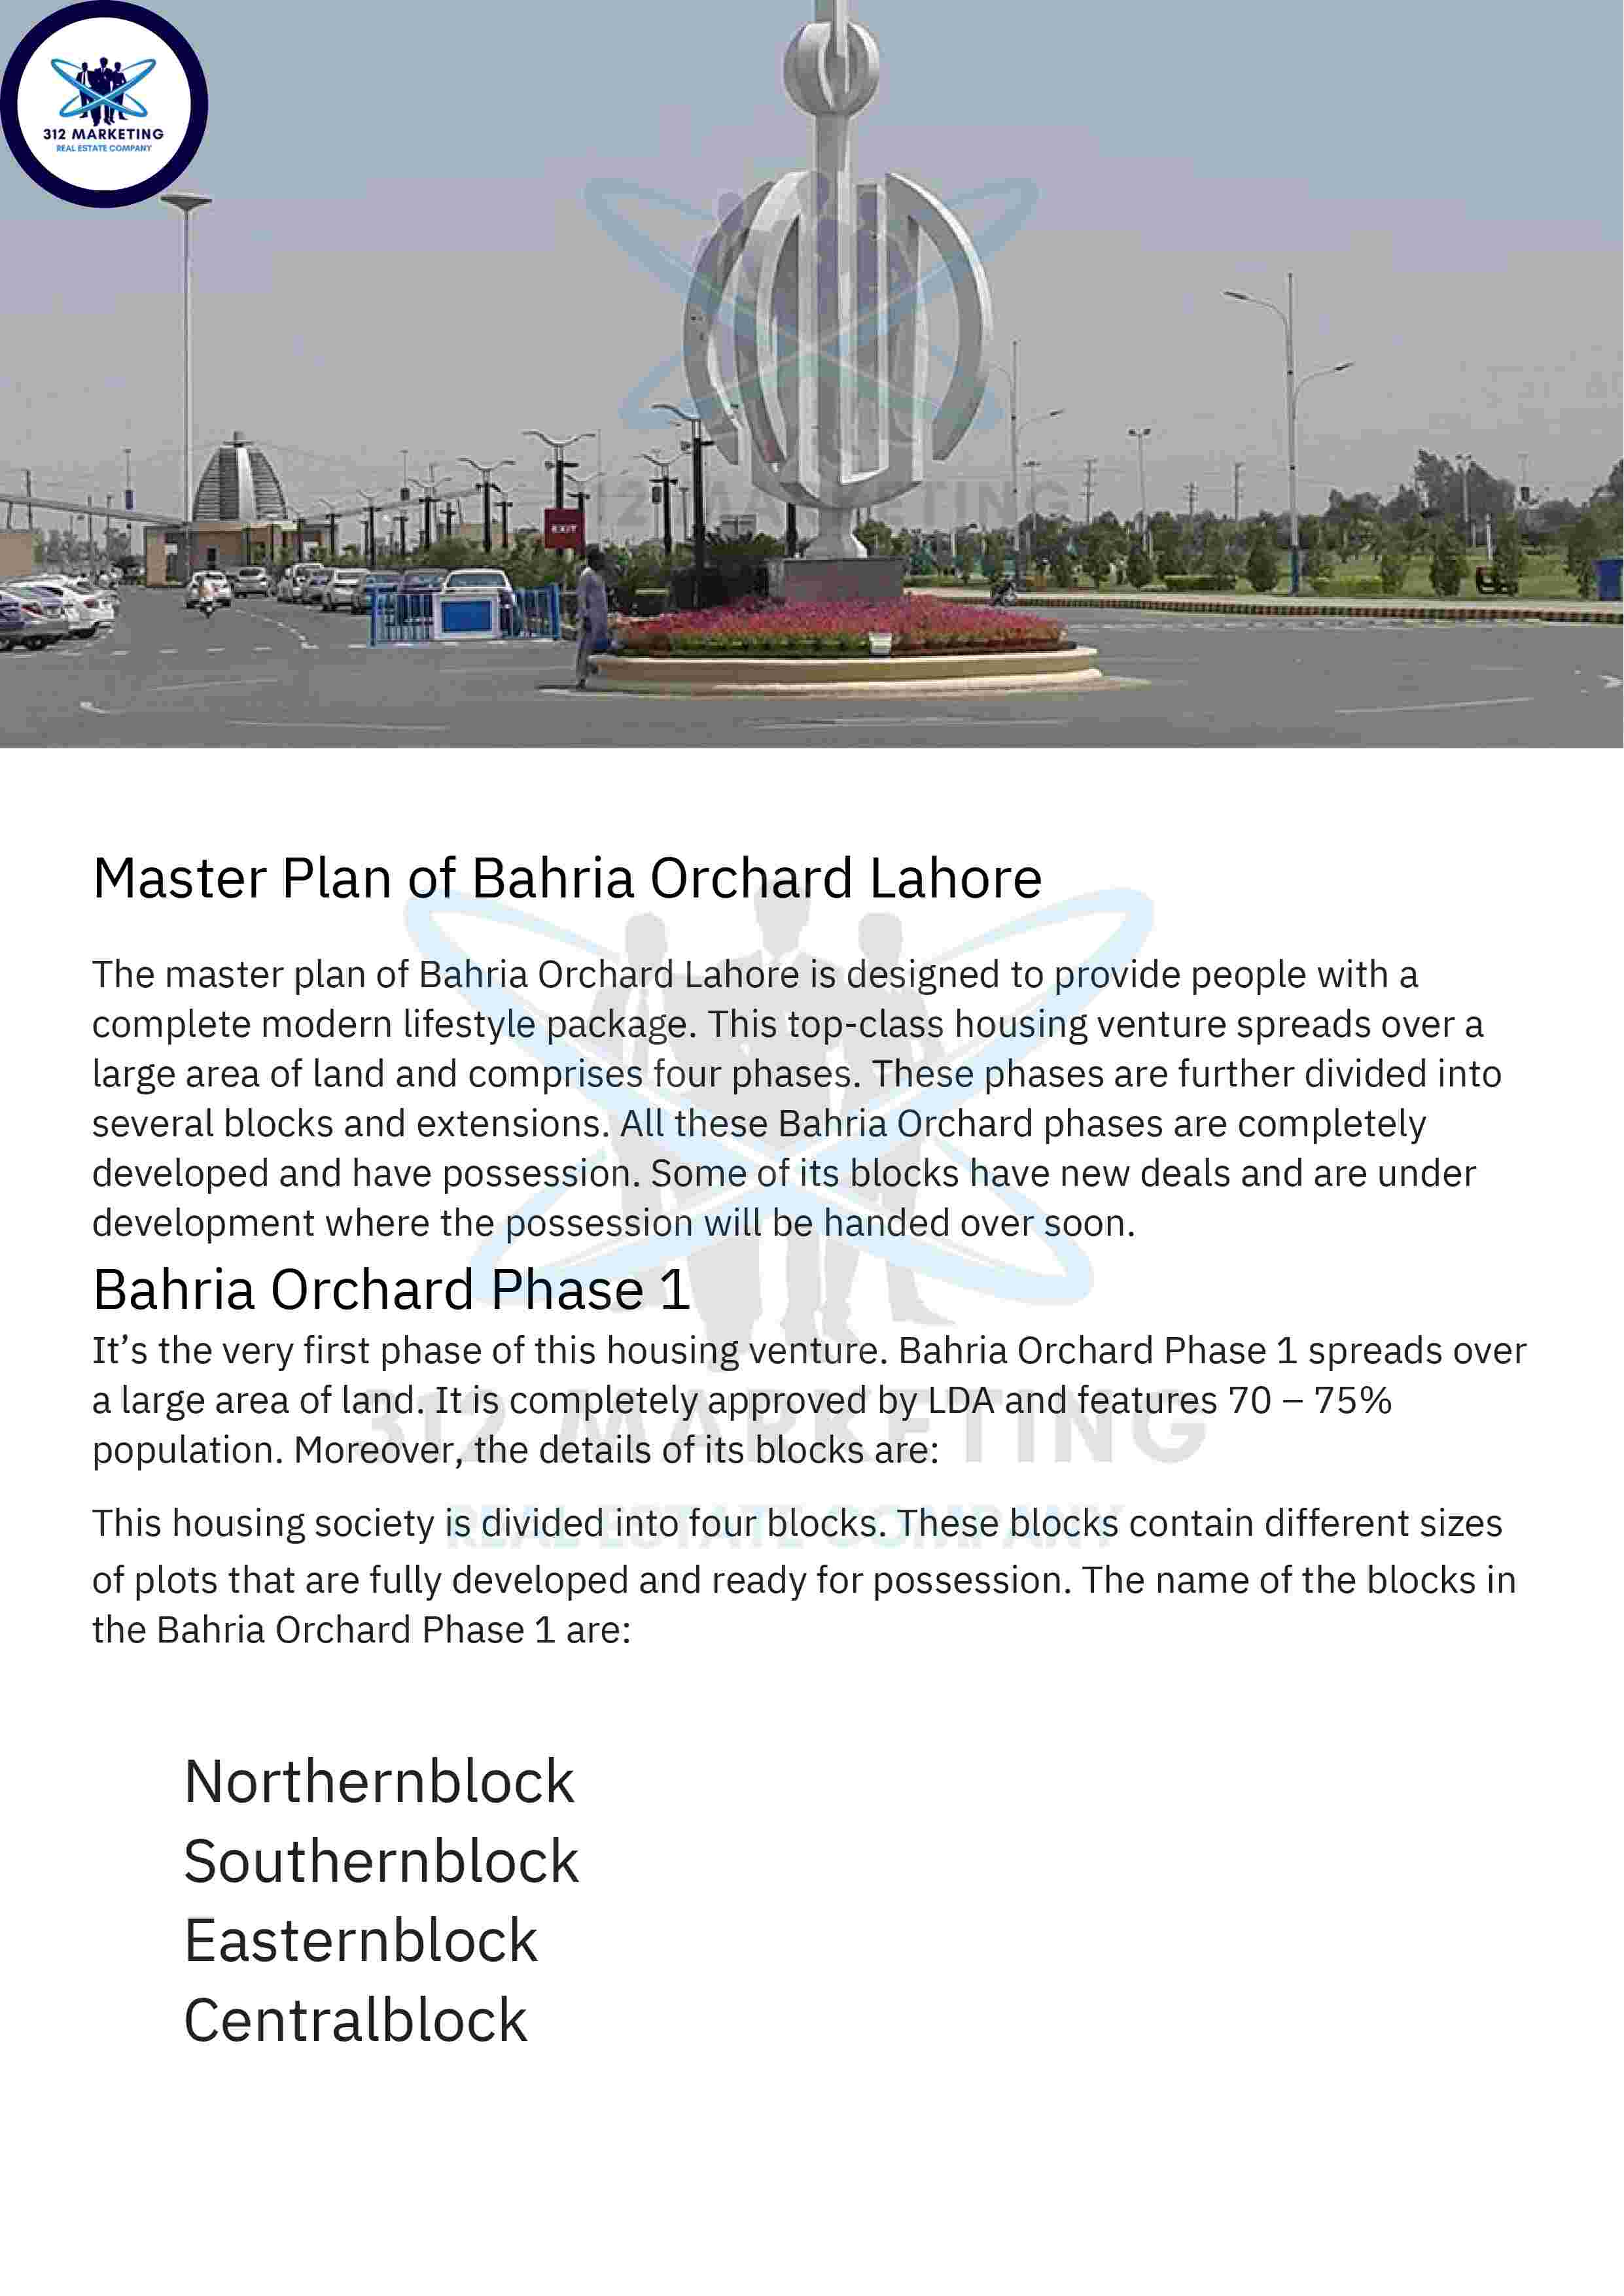 312 MARKETING
REAL ESTATE COMPANY
EXIT
Master Plan of Bahria Orchard Lahore
The master plan of Bahria Orchard Lahore is designed to provide people with a
complete modern lifestyle package. This top-class housing venture spreads over a
large area of land and comprises four phases. These phases are further divided into
several blocks and extensions. All these Bahria Orchard phases are completely
developed and have possession. Some of its blocks have new deals and are under
development where the possession will be handed over soon.
Bahria Orchard Phase 1
It’s the very first phase of this housing venture. Bahria Orchard Phase 1 spreads over
a large area of land. It is completely approved by LDA and features 70 – 75%
population. Moreover, the details of its blocks are:
312 MARKETING
REAL ESTATE COMPANY
This housing society is divided into four blocks. These blocks contain different sizes
of plots that are fully developed and ready for possession. The name of the blocks in
the Bahria Orchard Phase 1 are:
Northernblock
Southernblock
Easternblock
Centralblock